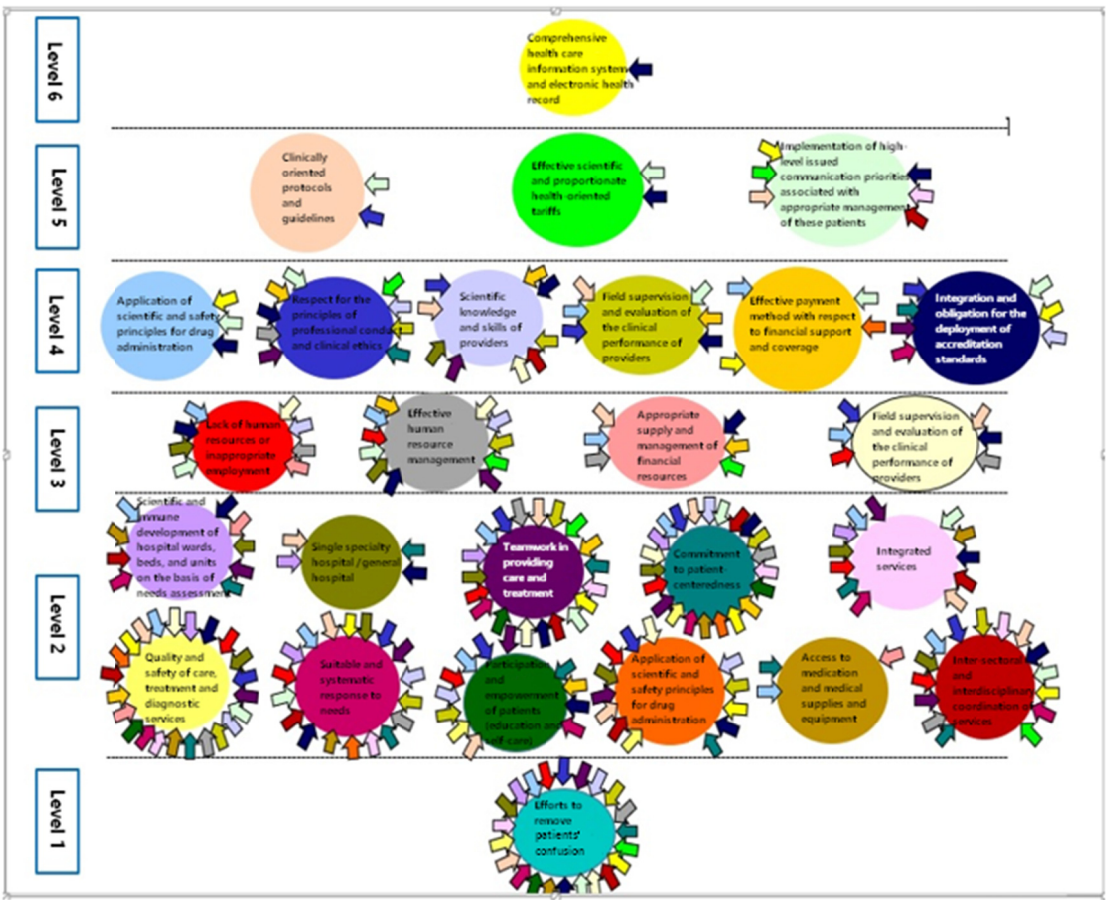 Level 6
Comprehensive
health care
information system
and electronic health
record
Level 5
Clinically
oriented
protocols
and
guidelines
Effective scientific
and proportionate
health-oriented
tariffs
Implementation of high-
level issued
communication priorities
associated with
appropriate management
of these patients
Level 4
Application of
scientific and safety
principles for drug
administration
Respect for the
principles of
professional conduct
and clinical ethics
Scientific
knowledge
and skills of
providers
Field supervision
and evaluation of
the clinical
performance of
providers
Effective payment
method with respect
to financial support
and coverage
Integration and
obligation for the
deployment of
accreditation
standards
Level 3
Lack of human
resources or
inappropriate
employment
Effective
human
resource
management
Appropriate
supply and
management of
financial
resources
Field supervision
and evaluation of
the clinical
performance of
providers
Level 2
Scientific and
immune
development of
hospital wards,
beds, and units
on the basis of
needs assessment
Single specialty
hospital /general
hospital
Teamwork in
providing
care and
treatment
Commitment
to patient-
centeredness
Integrated
services
Quality and
safety of care,
treatment and
diagnostic
services
Suitable and
systematic
response to
needs
Participation
and
empowerment
of patients
(education and
self-care)
Application of
scientific and
safety principles
for drug
administration
Access to
medication
and medical
supplies and
equipment
Inter-sectoral
and
interdisciplinary
coordination of
services
Level 1
Efforts to
remove
patients'
confusion